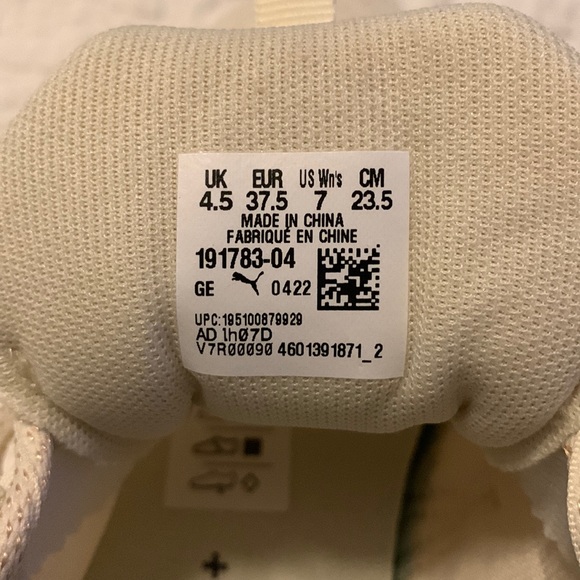 UK EUR US Wn's CM
4.5 37.5 7 23.5
MADE IN CHINA
FABRIQUÉ EN CHINE
191783-04
GE 0422
UPC:195100879929
AD lh07D
V7R00090 4601391871_2